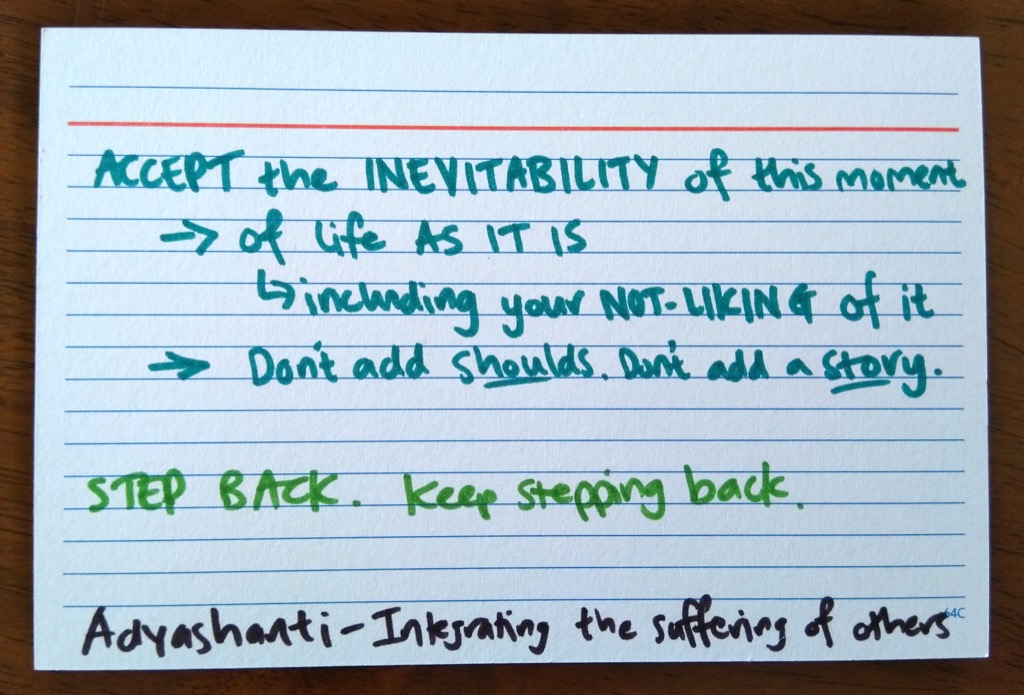 ACCEPT the INEVITABILITY of this moment
→ of life AS IT IS
↳ including your NOT-LIKING of it
→ Don't add shoulds. Don't add a story.
STEP BACK. Keep stepping back.
64C
Adyashanti - Integrating the suffering of others